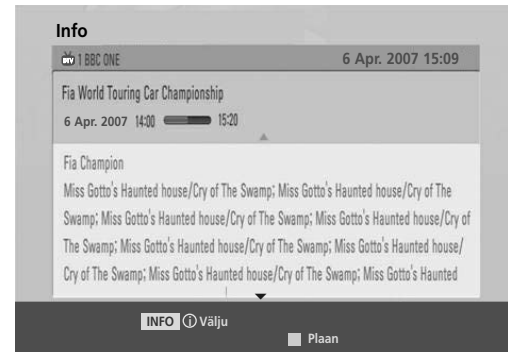 Info
DTV 1 BBC ONE 6 Apr. 2007 15:09
Fia World Touring Car Championship
6 Apr. 2007 14:00 15:20
Fia Champion
Miss Gotto's Haunted house/Cry of The Swamp; Miss Gotto's Haunted house/Cry of The
Swamp; Miss Gotto's Haunted house/Cry of The Swamp; Miss Gotto's Haunted house/Cry of
The Swamp; Miss Gotto's Haunted house/Cry of The Swamp; Miss Gotto's Haunted house/
Cry of The Swamp; Miss Gotto's Haunted house/Cry of The Swamp; Miss Gotto's Haunted
INFO ⓘ Välju
Plaan